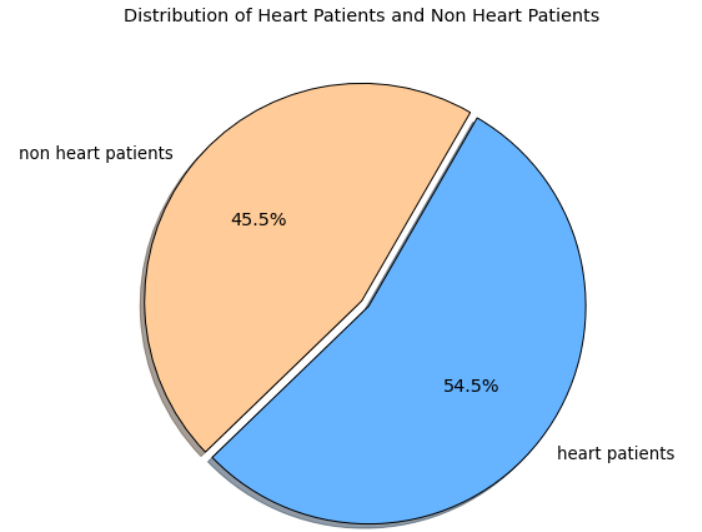 Distribution of Heart Patients and Non Heart Patients
non heart patients
45.5%
54.5%
heart patients